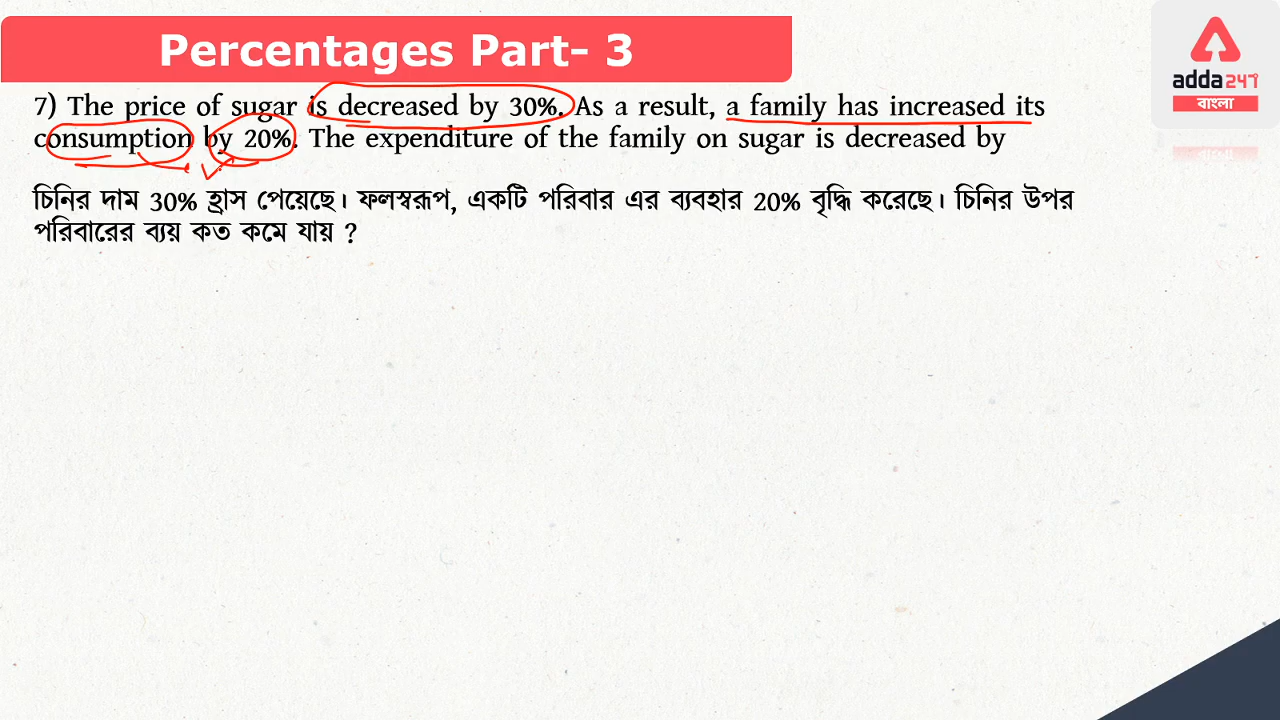 Percentages Part- 3
adda247
বাংলা
7) The price of sugar is decreased by 30%. As a result, a family has increased its
consumption by 20%. The expenditure of the family on sugar is decreased by
চিনির দাম 30% হ্রাস পেয়েছে। ফলস্বরূপ, একটি পরিবার এর ব্যবহার 20% বৃদ্ধি করেছে। চিনির উপর
পরিবারের ব্যয় কত কমে যায় ?